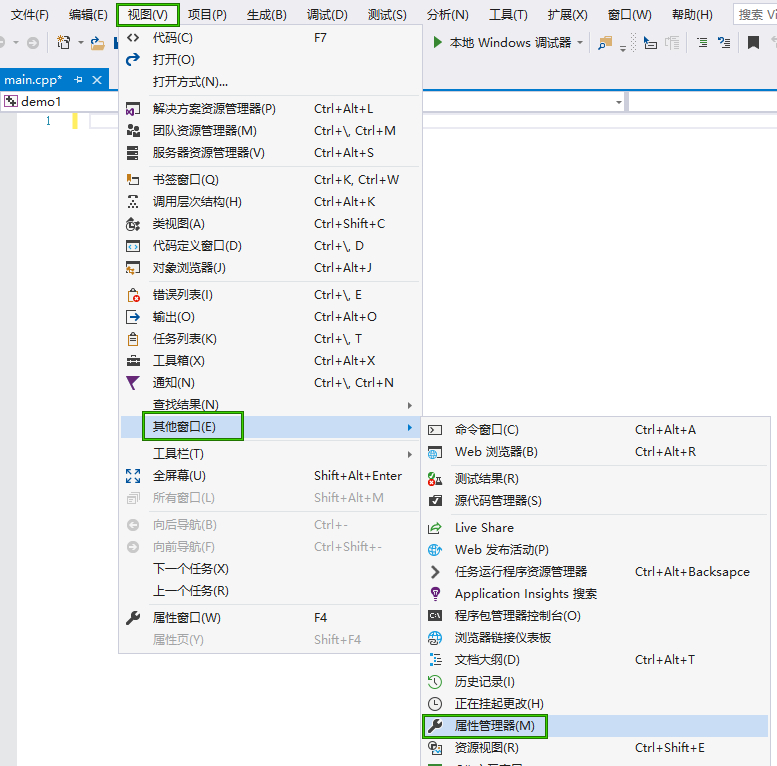 文件(F) 编辑(E) 视图(V) 项目(P) 生成(B) 调试(D) 测试(S) 分析(N) 工具(T) 扩展(X) 窗口(W) 帮助(H) 搜索
本地 Windows 调试器
main.cpp*
demo1
1
代码(C) F7
打开(O)
打开方式(N)...
解决方案资源管理器(P) Ctrl+Alt+L
团队资源管理器(M) Ctrl+\, Ctrl+M
服务器资源管理器(V) Ctrl+Alt+S
书签窗口(Q) Ctrl+K, Ctrl+W
调用层次结构(H) Ctrl+Alt+K
类视图(A) Ctrl+Shift+C
代码定义窗口(D) Ctrl+\, D
对象浏览器(J) Ctrl+Alt+J
错误列表(I) Ctrl+\, E
输出(O) Ctrl+Alt+O
任务列表(K) Ctrl+\, T
工具箱(X) Ctrl+Alt+X
通知(N) Ctrl+\, Ctrl+N
查找结果(N)
其他窗口(E)
工具栏(T)
全屏幕(U) Shift+Alt+Enter
所有窗口(L) Shift+Alt+M
向后导航(B) Ctrl+-
向前导航(F) Ctrl+Shift+-
下一个任务(X)
上一个任务(R)
属性窗口(W) F4
属性页(Y) Shift+F4
命令窗口(C) Ctrl+Alt+A
Web 浏览器(B) Ctrl+Alt+R
测试结果(R)
源代码管理器(S)
Live Share
Web 发布活动(P)
任务运行程序资源管理器 Ctrl+Alt+Backsapce
Application Insights 搜索
程序包管理器控制台(O)
浏览器链接仪表板
文档大纲(D) Ctrl+Alt+T
历史记录(I)
正在挂起更改(H)
属性管理器(M)
资源视图(R) Ctrl+Shift+E